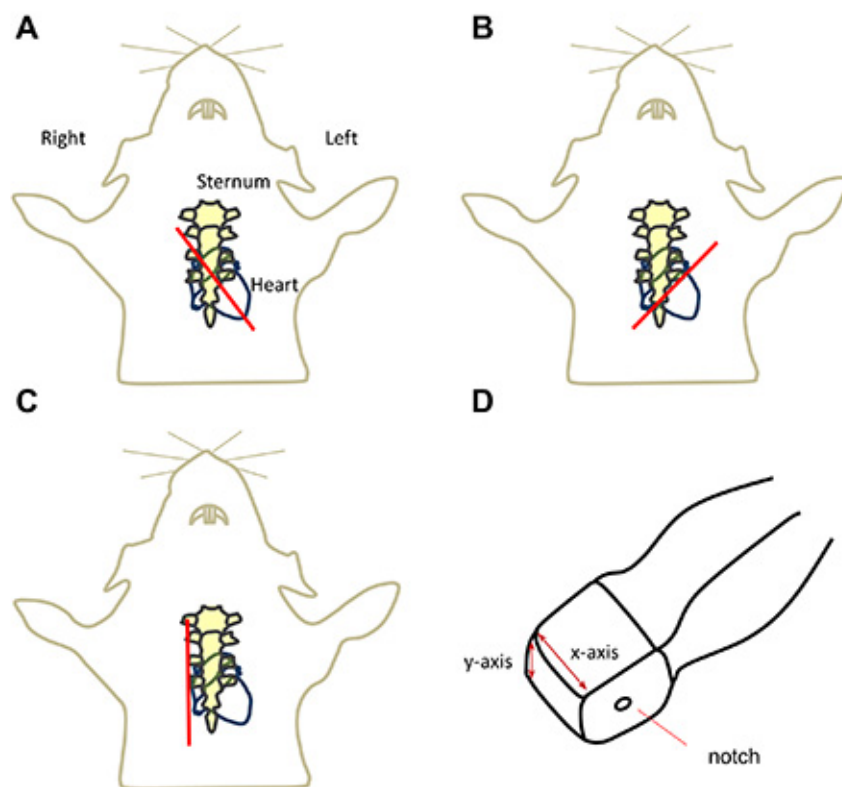 A
B
Right
Left
Sternum
Heart
C
D
y-axis
x-axis
notch